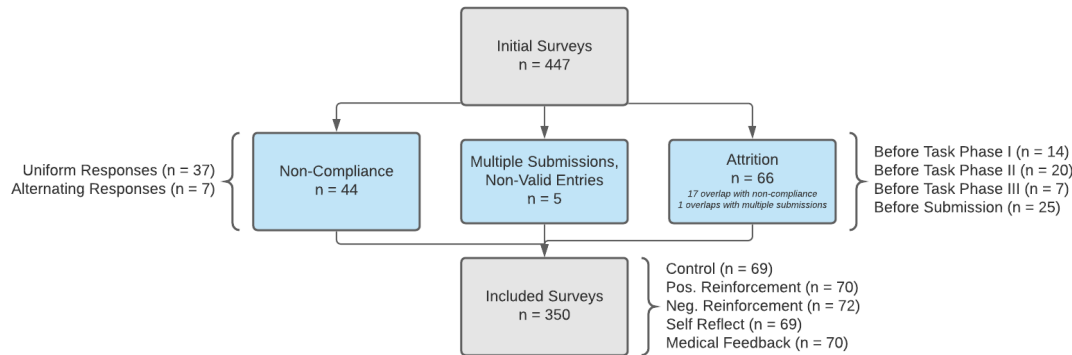 Initial Surveys
n = 447
Uniform Responses (n = 37)
Alternating Responses (n = 7)
Non-Compliance
n = 44
Multiple Submissions,
Non-Valid Entries
n = 5
Attrition
n = 66
17 overlap with non-compliance
1 overlaps with multiple submissions
Before Task Phase I (n = 14)
Before Task Phase II (n = 20)
Before Task Phase III (n = 7)
Before Submission (n = 25)
Included Surveys
n = 350
Control (n = 69)
Pos. Reinforcement (n = 70)
Neg. Reinforcement (n = 72)
Self Reflect (n = 69)
Medical Feedback (n = 70)